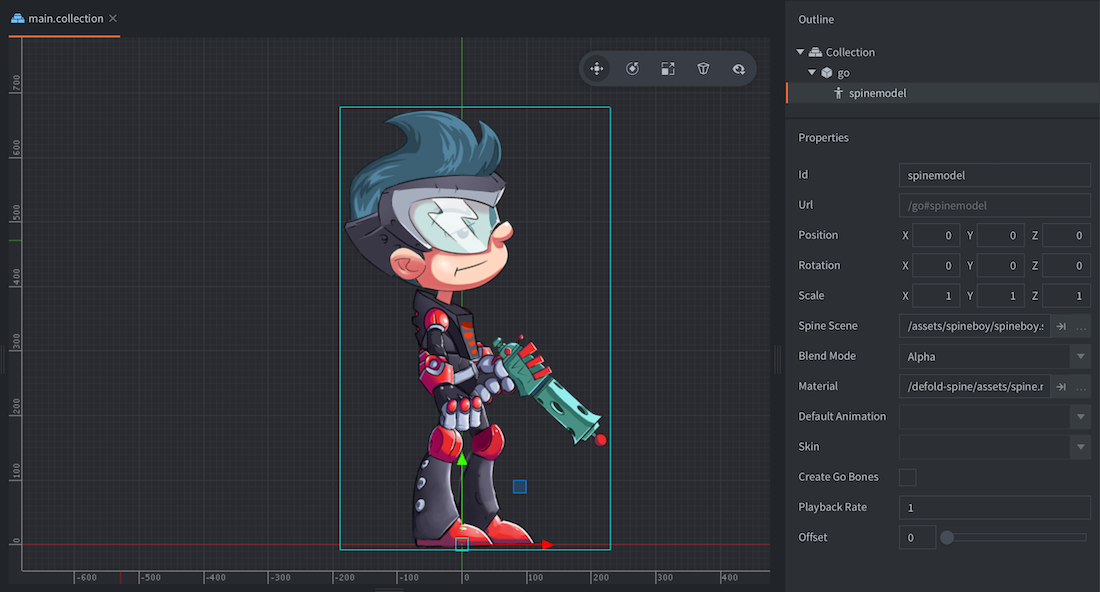 main.collection ×
Outline
Collection
go
spinemodel
Properties
Id spinemodel
Url /go#spinemodel
Position X 0 Y 0 Z 0
Rotation X 0 Y 0 Z 0
Scale X 1 Y 1 Z 1
Spine Scene /assets/spineboy/spineboy.s ...
Blend Mode Alpha
Material /defold-spine/assets/spine.r ...
Default Animation
Skin
Create Go Bones
Playback Rate 1
Offset 0
700
600
500
400
300
200
100
0
-600 -500 -400 -300 -200 -100 0 100 200 300 400